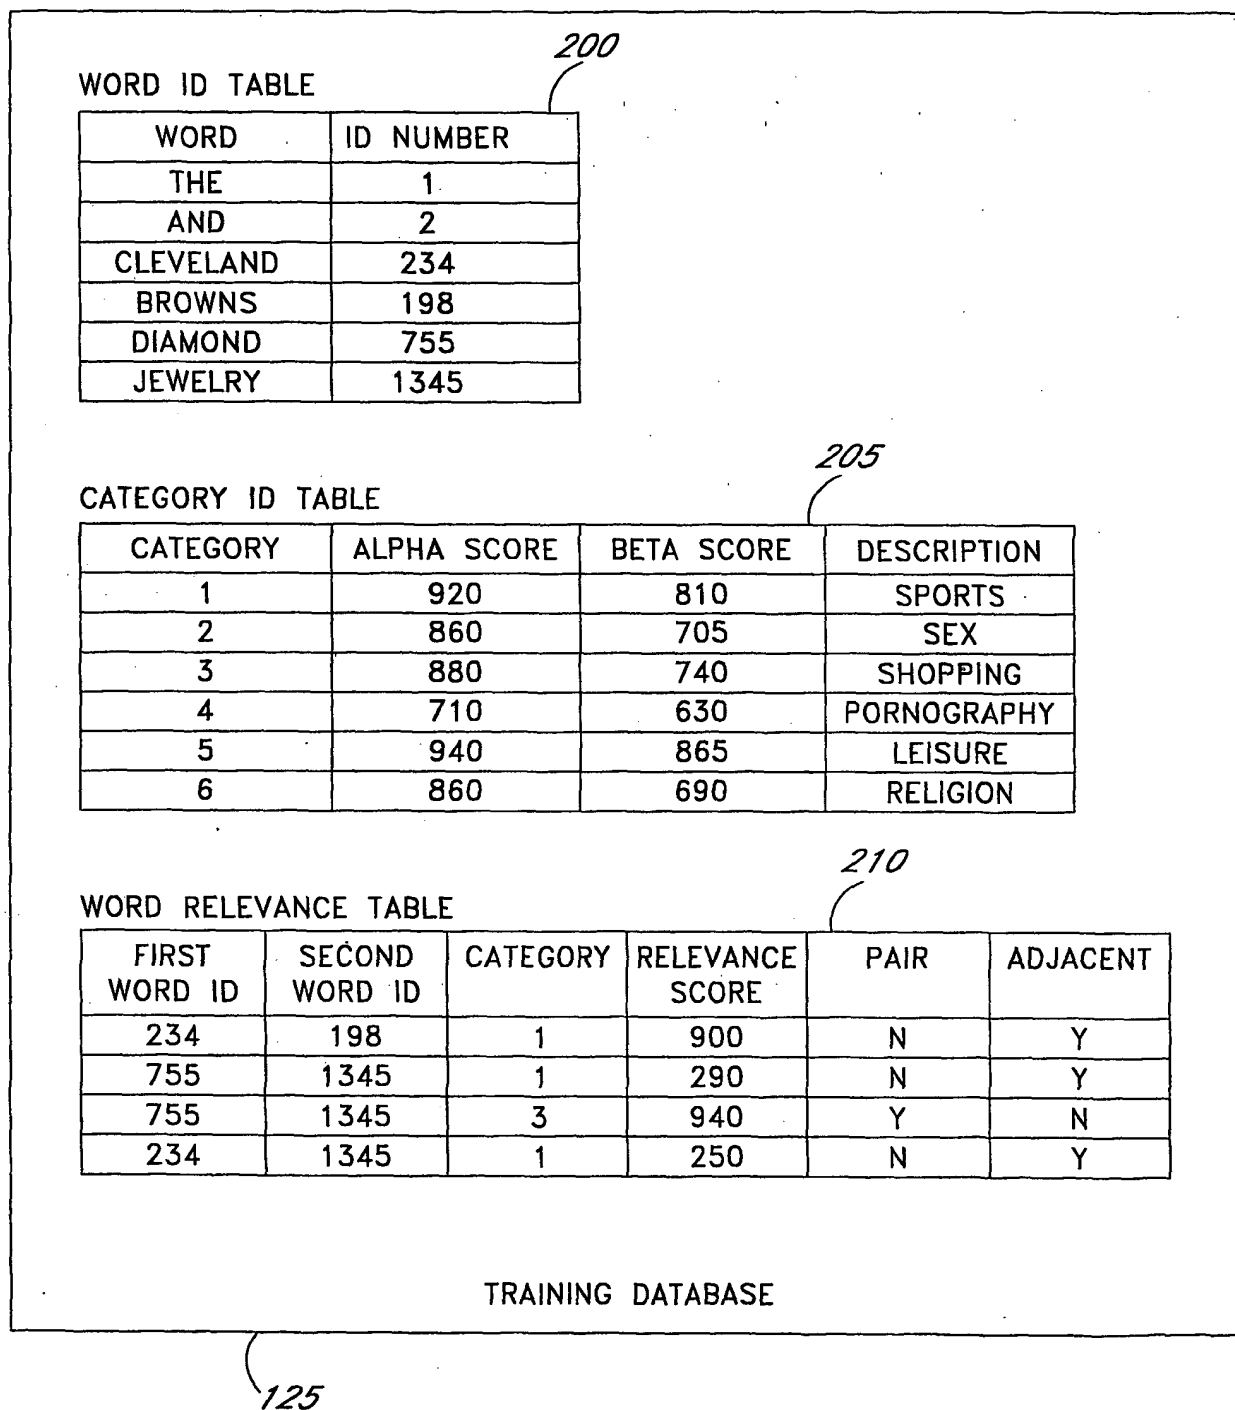 200
WORD ID TABLE
WORD ID NUMBER
THE 1
AND 2
CLEVELAND 234
BROWNS 198
DIAMOND 755
JEWELRY 1345
205
CATEGORY ID TABLE
CATEGORY ALPHA SCORE BETA SCORE DESCRIPTION
1 920 810 SPORTS
2 860 705 SEX
3 880 740 SHOPPING
4 710 630 PORNOGRAPHY
5 940 865 LEISURE
6 860 690 RELIGION
210
WORD RELEVANCE TABLE
FIRST SECOND CATEGORY RELEVANCE PAIR ADJACENT
WORD ID WORD ID SCORE
234 198 1 900 N Y
755 1345 1 290 N Y
755 1345 3 940 Y N
234 1345 1 250 N Y
TRAINING DATABASE
125